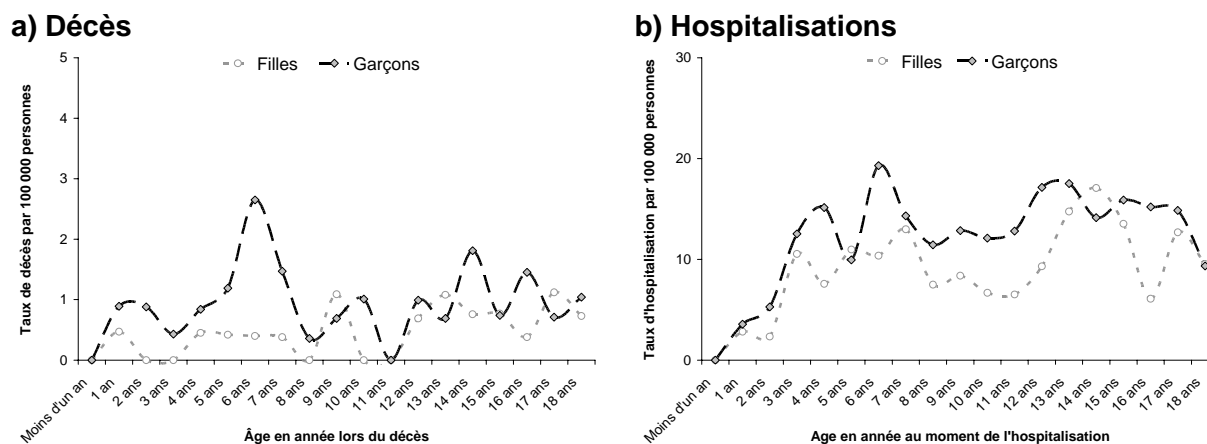 a) Décès
Filles
Garçons
Taux de décès par 100 000 personnes
5
4
3
2
1
0
Moins d'un an
1 an
2 ans
3 ans
4 ans
5 ans
6 ans
7 ans
8 ans
9 ans
10 ans
11 ans
12 ans
13 ans
14 ans
15 ans
16 ans
17 ans
18 ans
Âge en année lors du décès
b) Hospitalisations
Filles
Garçons
Taux d'hospitalisation par 100 000 personnes
30
20
10
0
Moins d'un an
1 an
2 ans
3 ans
4 ans
5 ans
6 ans
7 ans
8 ans
9 ans
10 ans
11 ans
12 ans
13 ans
14 ans
15 ans
16 ans
17 ans
18 ans
Age en année au moment de l'hospitalisation